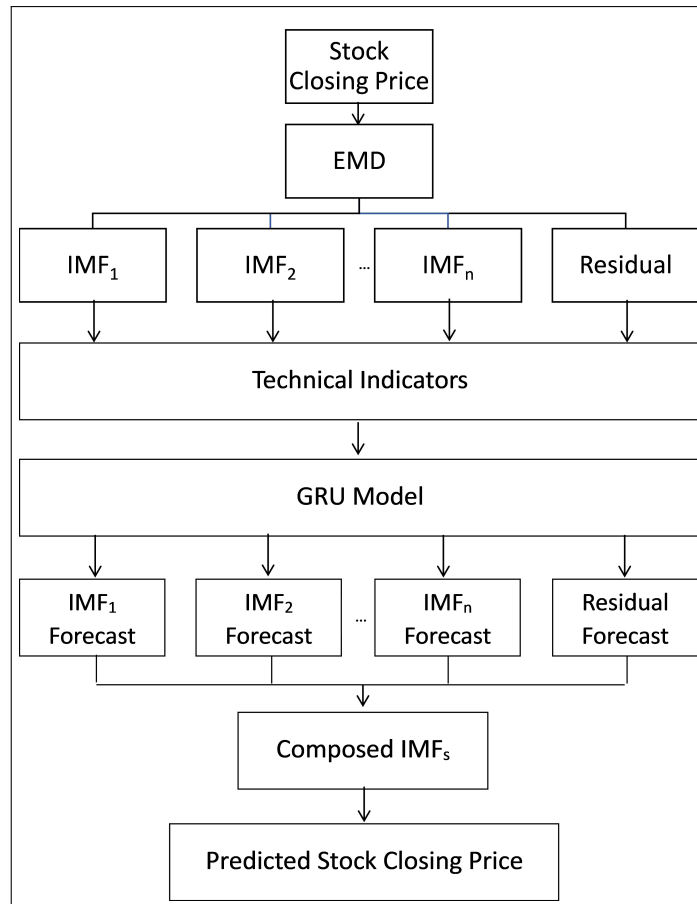 Stock
Closing Price
EMD
IMF₁
IMF₂
...
IMFₙ
Residual
Technical Indicators
GRU Model
IMF₁
Forecast
IMF₂
Forecast
...
IMFₙ
Forecast
Residual
Forecast
Composed IMFₛ
Predicted Stock Closing Price